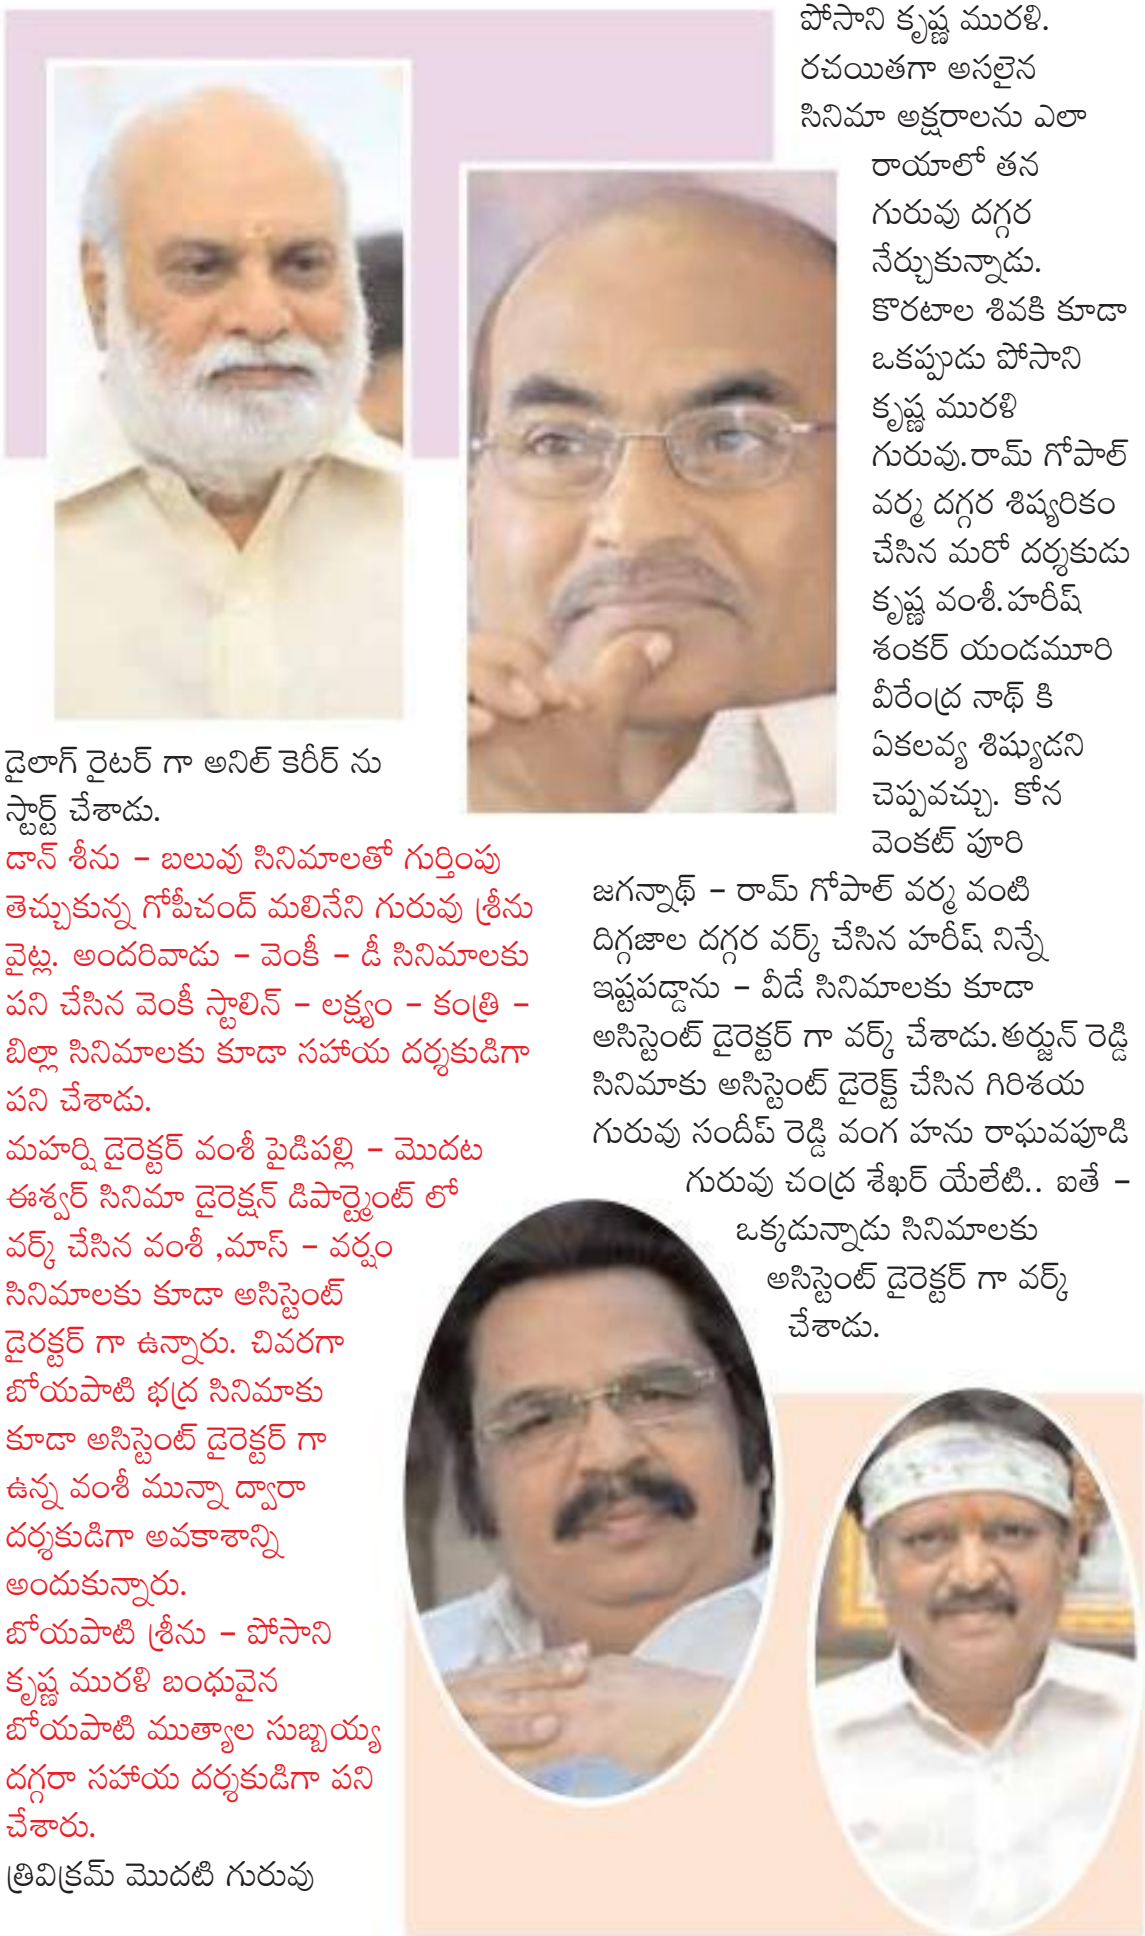 డైలాగ్ రైటర్ గా అనిల్ కెరీర్ ను
స్టార్ట్ చేశాడు.
డాన్ శీను – బలుపు సినిమాలతో గుర్తింపు
తెచ్చుకున్న గోపీచంద్ మలినేని గురువు శ్రీను
వైట్ల. అందరివాడు – వెంకీ – డీ సినిమాలకు
పని చేసిన వెంకీ స్టాలిన్ – లక్ష్యం – కంత్రి –
బిల్లా సినిమాలకు కూడా సహాయ దర్శకుడిగా
పని చేశాడు.
మహర్షి డైరెక్టర్ వంశీ పైడిపల్లి – మొదట
ఈశ్వర్ సినిమా డైరెక్షన్ డిపార్ట్మెంట్ లో
వర్క్ చేసిన వంశీ ,మాస్ – వర్షం
సినిమాలకు కూడా అసిస్టెంట్
డైరక్టర్ గా ఉన్నారు. చివరగా
బోయపాటి భద్ర సినిమాకు
కూడా అసిస్టెంట్ డైరెక్టర్ గా
ఉన్న వంశీ మున్నా ద్వారా
దర్శకుడిగా అవకాశాన్ని
అందుకున్నారు.
బోయపాటి శ్రీను – పోసాని
కృష్ణ మురళి బంధువైన
బోయపాటి ముత్యాల సుబ్బయ్య
దగ్గరా సహాయ దర్శకుడిగా పని
చేశారు.
త్రివిక్రమ్ మొదటి గురువు
పోసాని కృష్ణ మురళి.
రచయితగా అసలైన
సినిమా అక్షరాలను ఎలా
రాయాలో తన
గురువు దగ్గర
నేర్చుకున్నాడు.
కొరటాల శివకి కూడా
ఒకప్పుడు పోసాని
కృష్ణ మురళి
గురువు.రామ్ గోపాల్
వర్మ దగ్గర శిష్యరికం
చేసిన మరో దర్శకుడు
కృష్ణ వంశీ.హరీష్
శంకర్ యండమూరి
వీరేంద్ర నాథ్ కి
ఏకలవ్య శిష్యుడని
చెప్పవచ్చు. కోన
వెంకట్ పూరి
జగన్నాథ్ – రామ్ గోపాల్ వర్మ వంటి
దిగ్గజాల దగ్గర వర్క్ చేసిన హరీష్ నిన్నే
ఇష్టపడ్డాను – వీడే సినిమాలకు కూడా
అసిస్టెంట్ డైరెక్టర్ గా వర్క్ చేశాడు.అర్జున్ రెడ్డి
సినిమాకు అసిస్టెంట్ డైరెక్ట్ చేసిన గిరిశయ
గురువు సందీప్ రెడ్డి వంగ హను రాఘవపూడి
గురువు చంద్ర శేఖర్ యేలేటి.. ఐతే –
ఒక్కడున్నాడు సినిమాలకు
అసిస్టెంట్ డైరెక్టర్ గా వర్క్
చేశాడు.